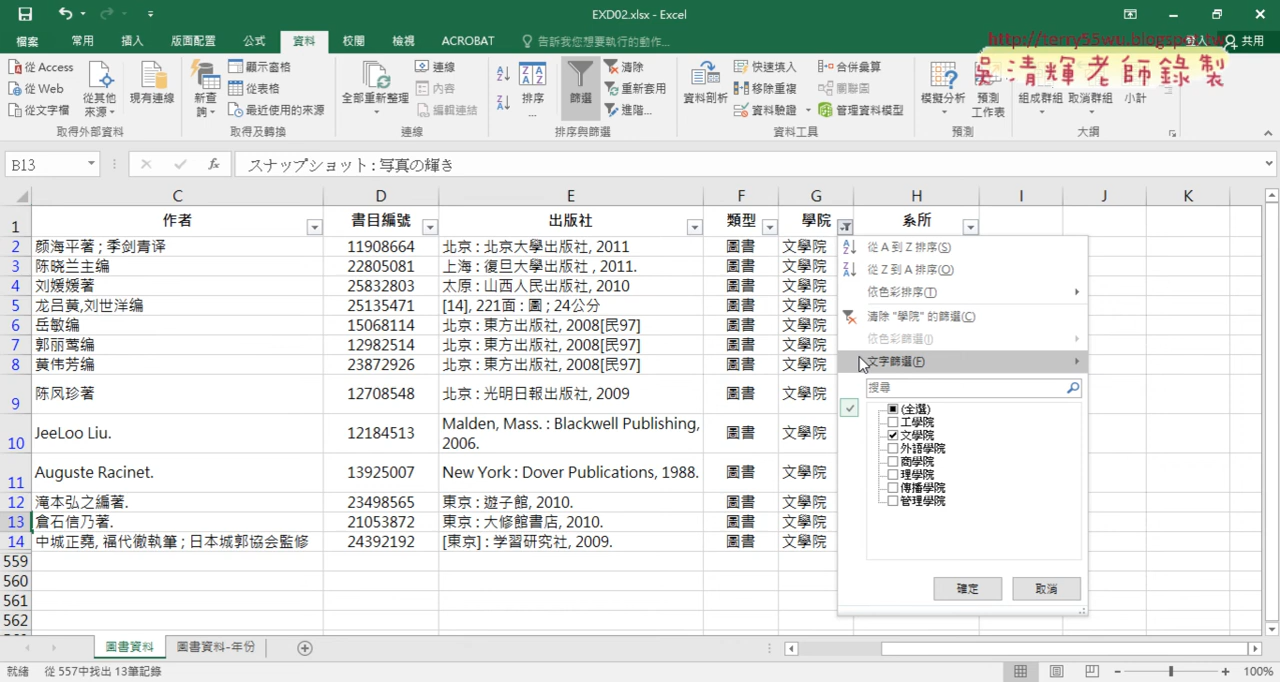 EXD02.xlsx - Excel
檔案 常用 插入 版面配置 公式 資料 校閱 檢視 ACROBAT 告訴我您想要執行的動作... 登入 共用
http://terry55wu.blogspot.tw
吳清輝老師錄製
從 Access
從 Web
從文字檔
從其他來源
現有連線
取得外部資料
新查詢
顯示查詢
從表格
最近使用的來源
取得及轉換
全部重新整理
連線
內容
編輯連結
連線
排序...
篩選
清除
重新套用
進階...
排序與篩選
資料剖析
快速填入
移除重複
資料驗證
合併彙算
關聯圖
管理資料模型
資料工具
模擬分析
預測工作表
預測
組成群組 取消群組 小計
大綱
B13 fx スナップショット : 写真の輝き
C D E F G H I J K
1 作者 書目編號 出版社 類型 學院 系所
2 颜海平著 ; 季剑青译 11908664 北京 : 北京大學出版社, 2011 圖書 文學院
3 陈晓兰主编 22805081 上海 : 復旦大學出版社 , 2011. 圖書 文學院
4 刘媛媛著 25832803 太原 : 山西人民出版社, 2010 圖書 文學院
5 龙吕黄,刘世洋编 25135471 [14], 221面 : 圖 ; 24公分 圖書 文學院
6 岳敏编 15068114 北京 : 東方出版社, 2008[民97] 圖書 文學院
7 郭丽莺编 12982514 北京 : 東方出版社, 2008[民97] 圖書 文學院
8 黄伟芳编 23872926 北京 : 東方出版社, 2008[民97] 圖書 文學院
9 陈凤珍著 12708548 北京 : 光明日報出版社, 2009 圖書 文學院
10 JeeLoo Liu. 12184513 Malden, Mass. : Blackwell Publishing, 2006. 圖書 文學院
11 Auguste Racinet. 13925007 New York : Dover Publications, 1988. 圖書 文學院
12 滝本弘之編著. 23498565 東京 : 遊子館, 2010. 圖書 文學院
13 倉石信乃著. 21053872 東京 : 大修館書店, 2010. 圖書 文學院
14 中城正堯, 福代徹執筆 ; 日本城郭協会監修 24392192 [東京] : 学習研究社, 2009. 圖書 文學院
559
560
561
562
從 A 到 Z 排序(S)
從 Z 到 A 排序(O)
依色彩排序(T)
清除 "學院" 的篩選(C)
依色彩篩選(I)
文字篩選(F)
搜尋
(全選)
工學院
文學院
外語學院
商學院
理學院
傳播學院
管理學院
確定 取消
圖書資料 圖書資料-年份
就緒 從 557中找出 13筆記錄 100%